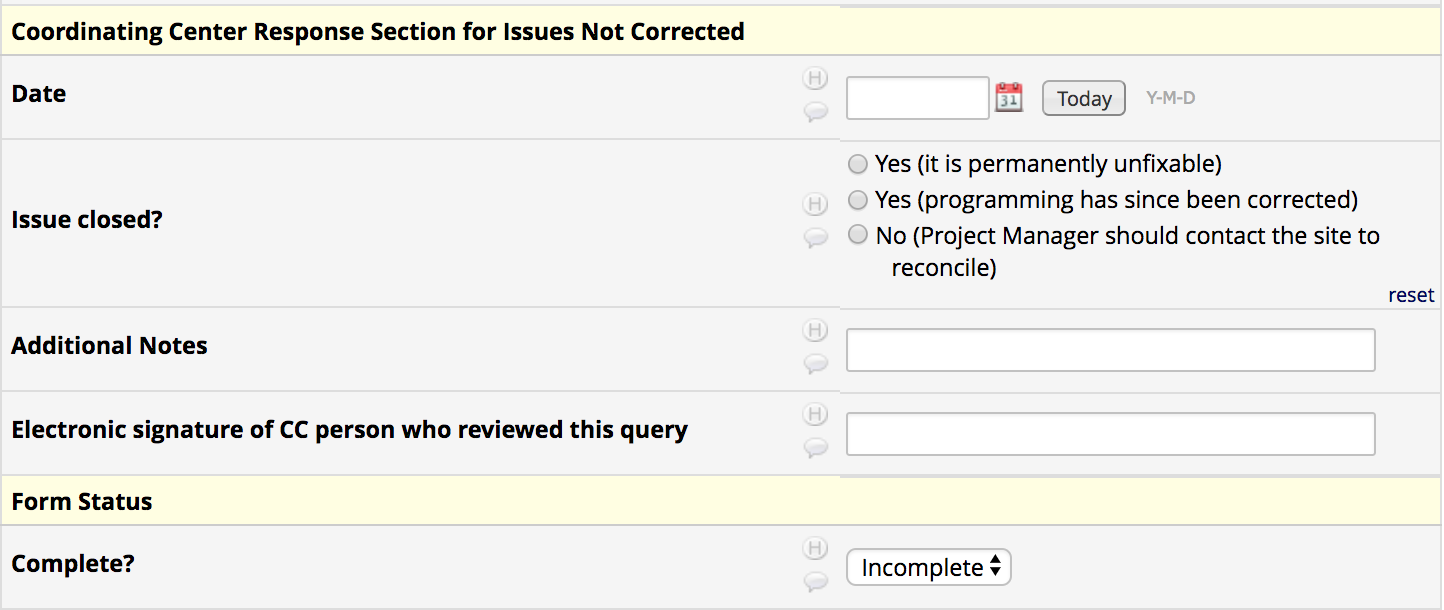 Coordinating Center Response Section for Issues Not Corrected
Date
H
31
Today
Y-M-D
Issue closed?
H
Yes (it is permanently unfixable)
Yes (programming has since been corrected)
No (Project Manager should contact the site to
reconcile)
reset
Additional Notes
H
Electronic signature of CC person who reviewed this query
H
Form Status
Complete?
H
Incomplete